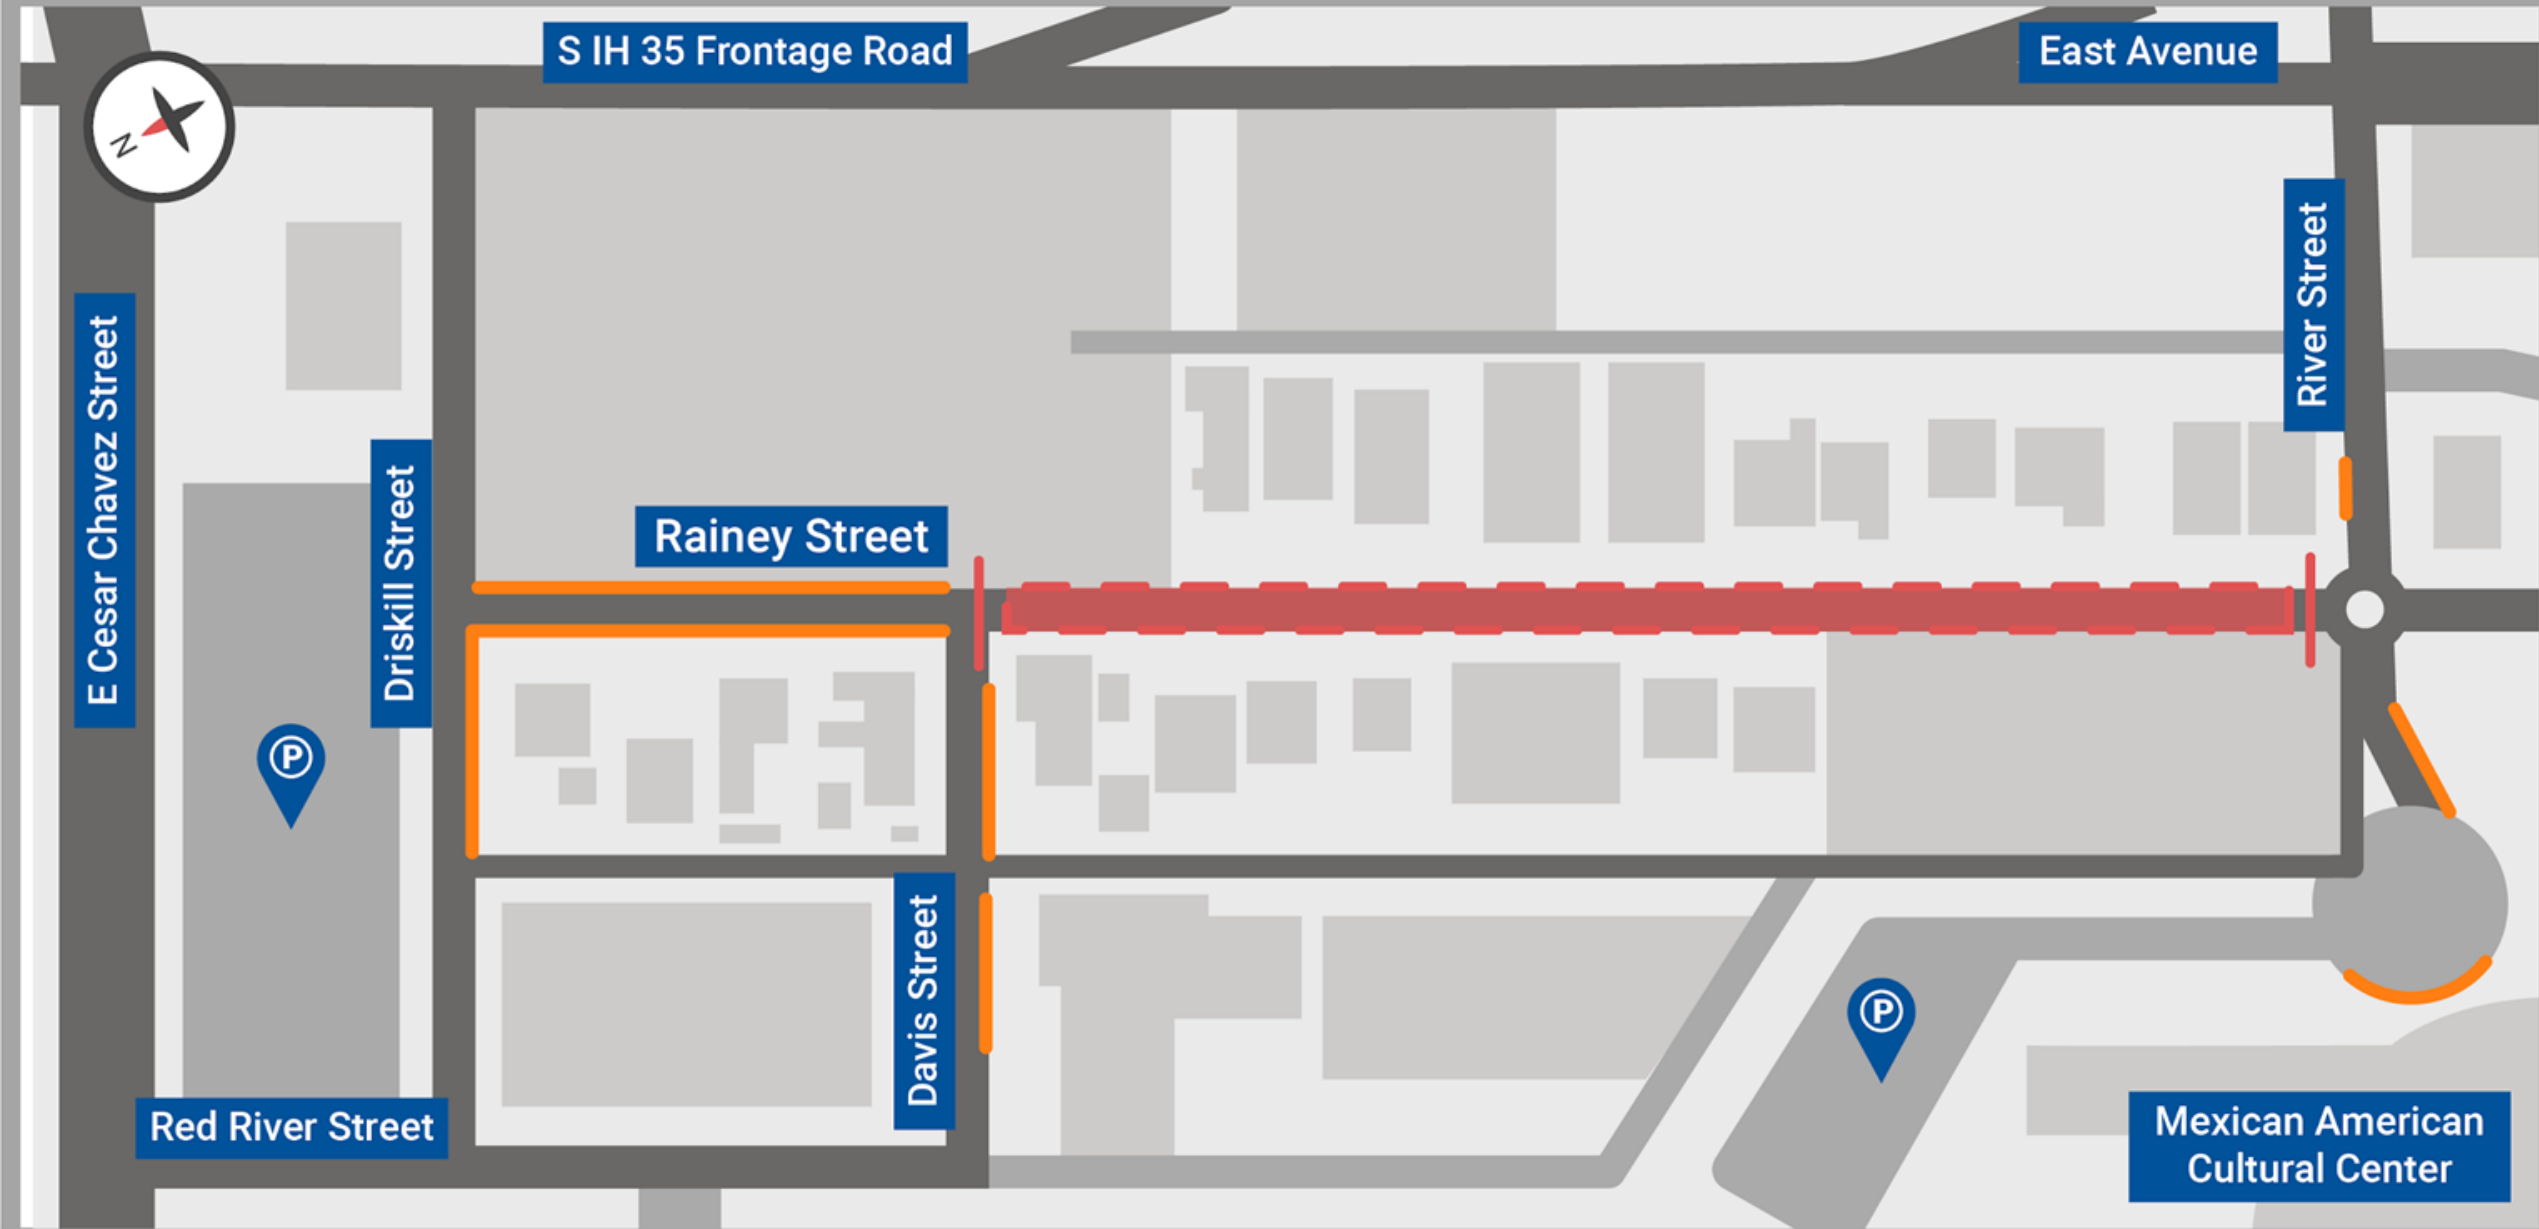 S IH 35 Frontage Road
East Avenue
N
River Street
E Cesar Chavez Street
Driskill Street
Rainey Street
P
Davis Street
P
Red River Street
Mexican American
Cultural Center